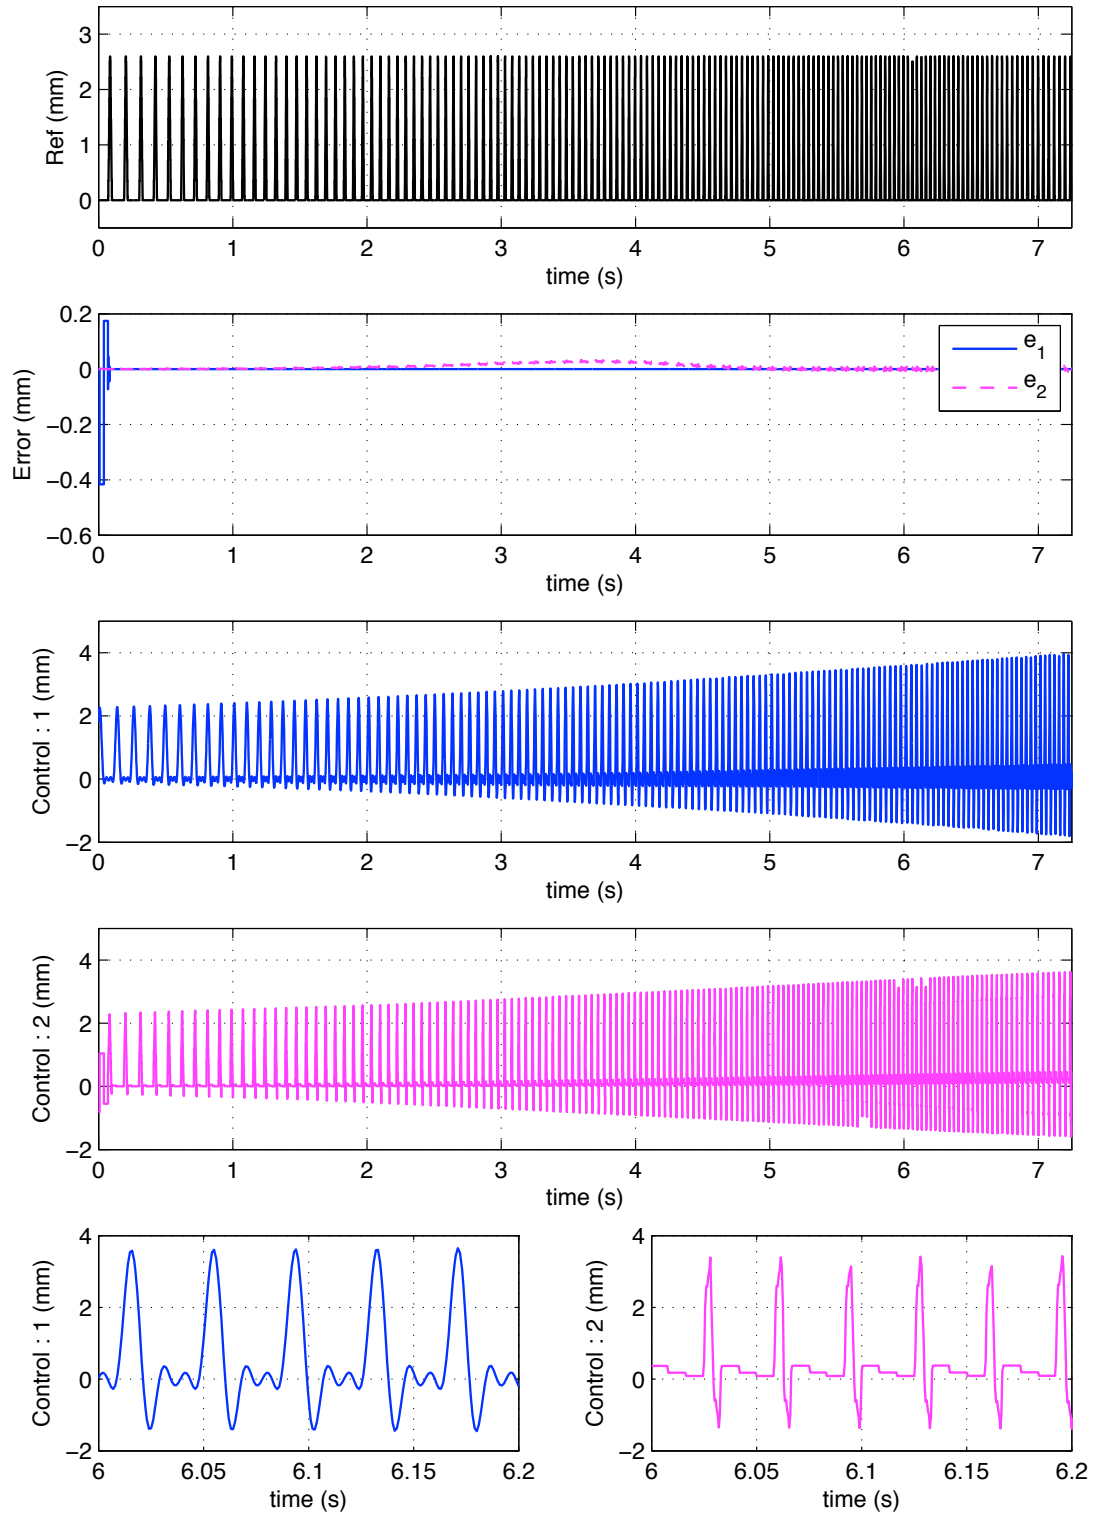 3
2
1
0
Ref (mm)
0 1 2 3 4 5 6 7
time (s)
0.2
0
−0.2
−0.4
−0.6
Error (mm)
e1
e2
0 1 2 3 4 5 6 7
time (s)
4
2
0
−2
Control : 1 (mm)
0 1 2 3 4 5 6 7
time (s)
4
2
0
−2
Control : 2 (mm)
0 1 2 3 4 5 6 7
time (s)
4
2
0
−2
Control : 1 (mm)
6 6.05 6.1 6.15 6.2
time (s)
4
2
0
−2
Control : 2 (mm)
6 6.05 6.1 6.15 6.2
time (s)